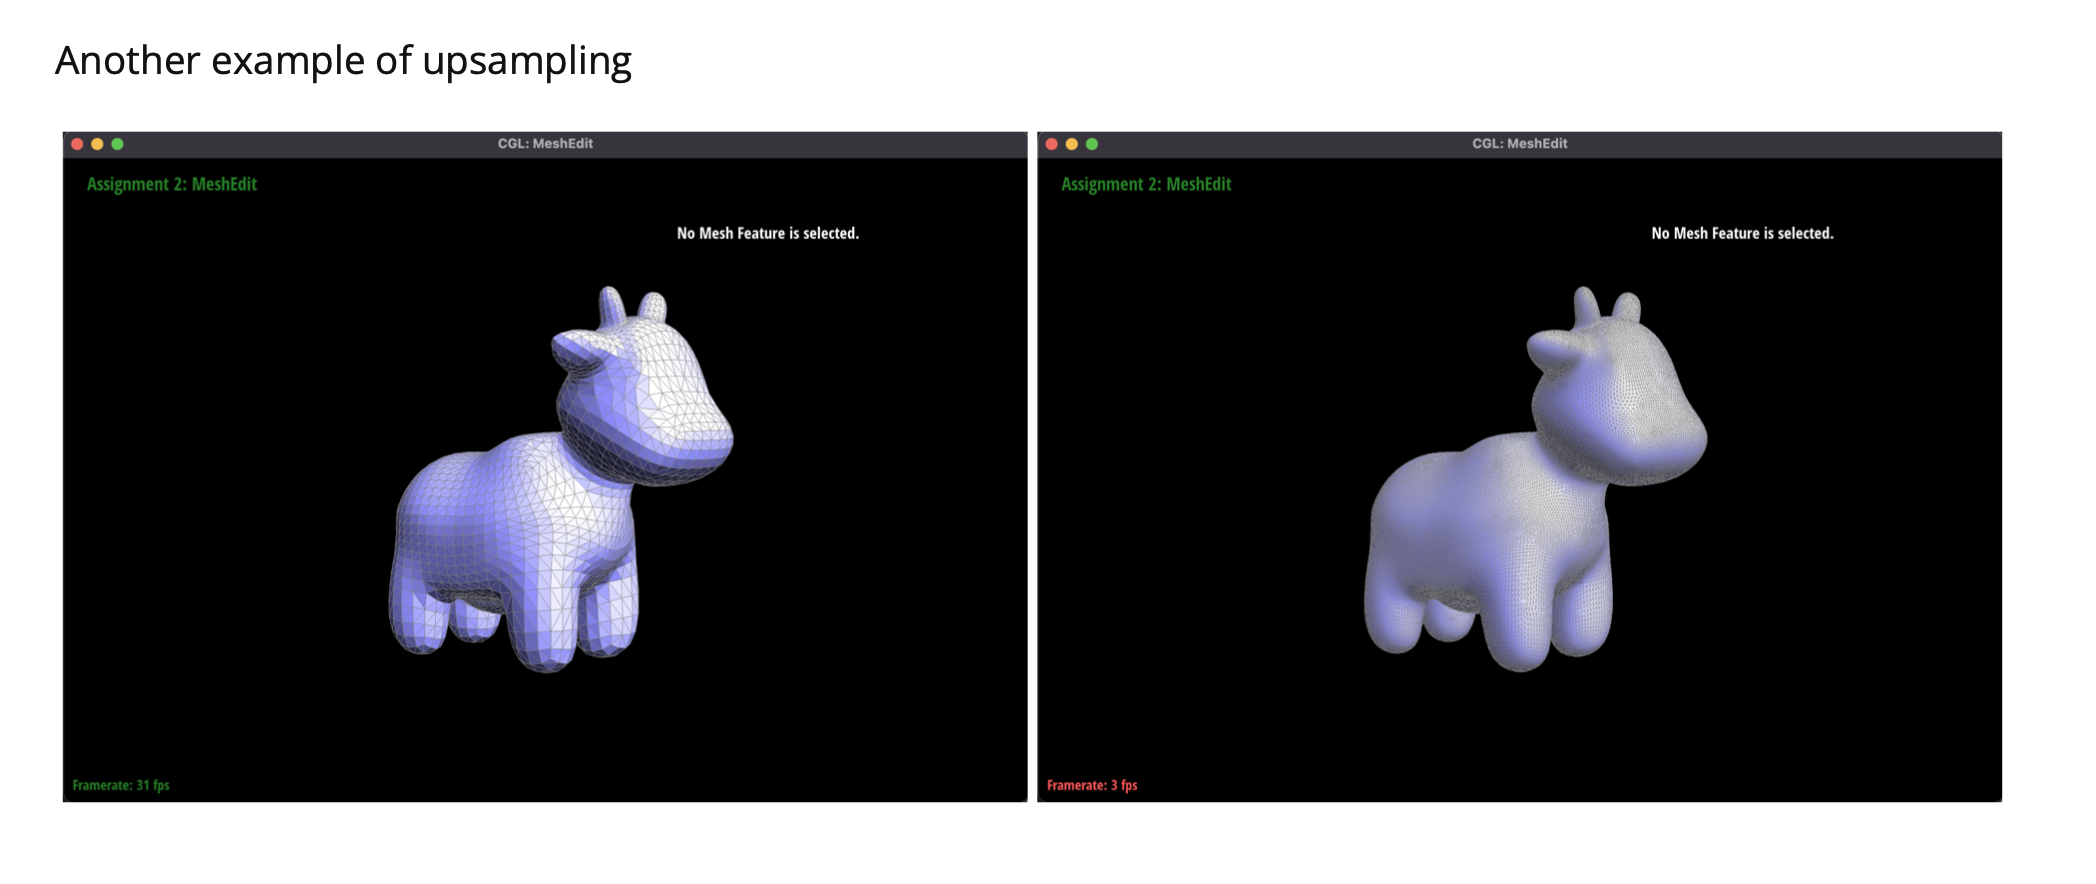 Another example of upsampling
CGL: MeshEdit
Assignment 2: MeshEdit
No Mesh Feature is selected.
Framerate: 31 fps
CGL: MeshEdit
Assignment 2: MeshEdit
No Mesh Feature is selected.
Framerate: 3 fps